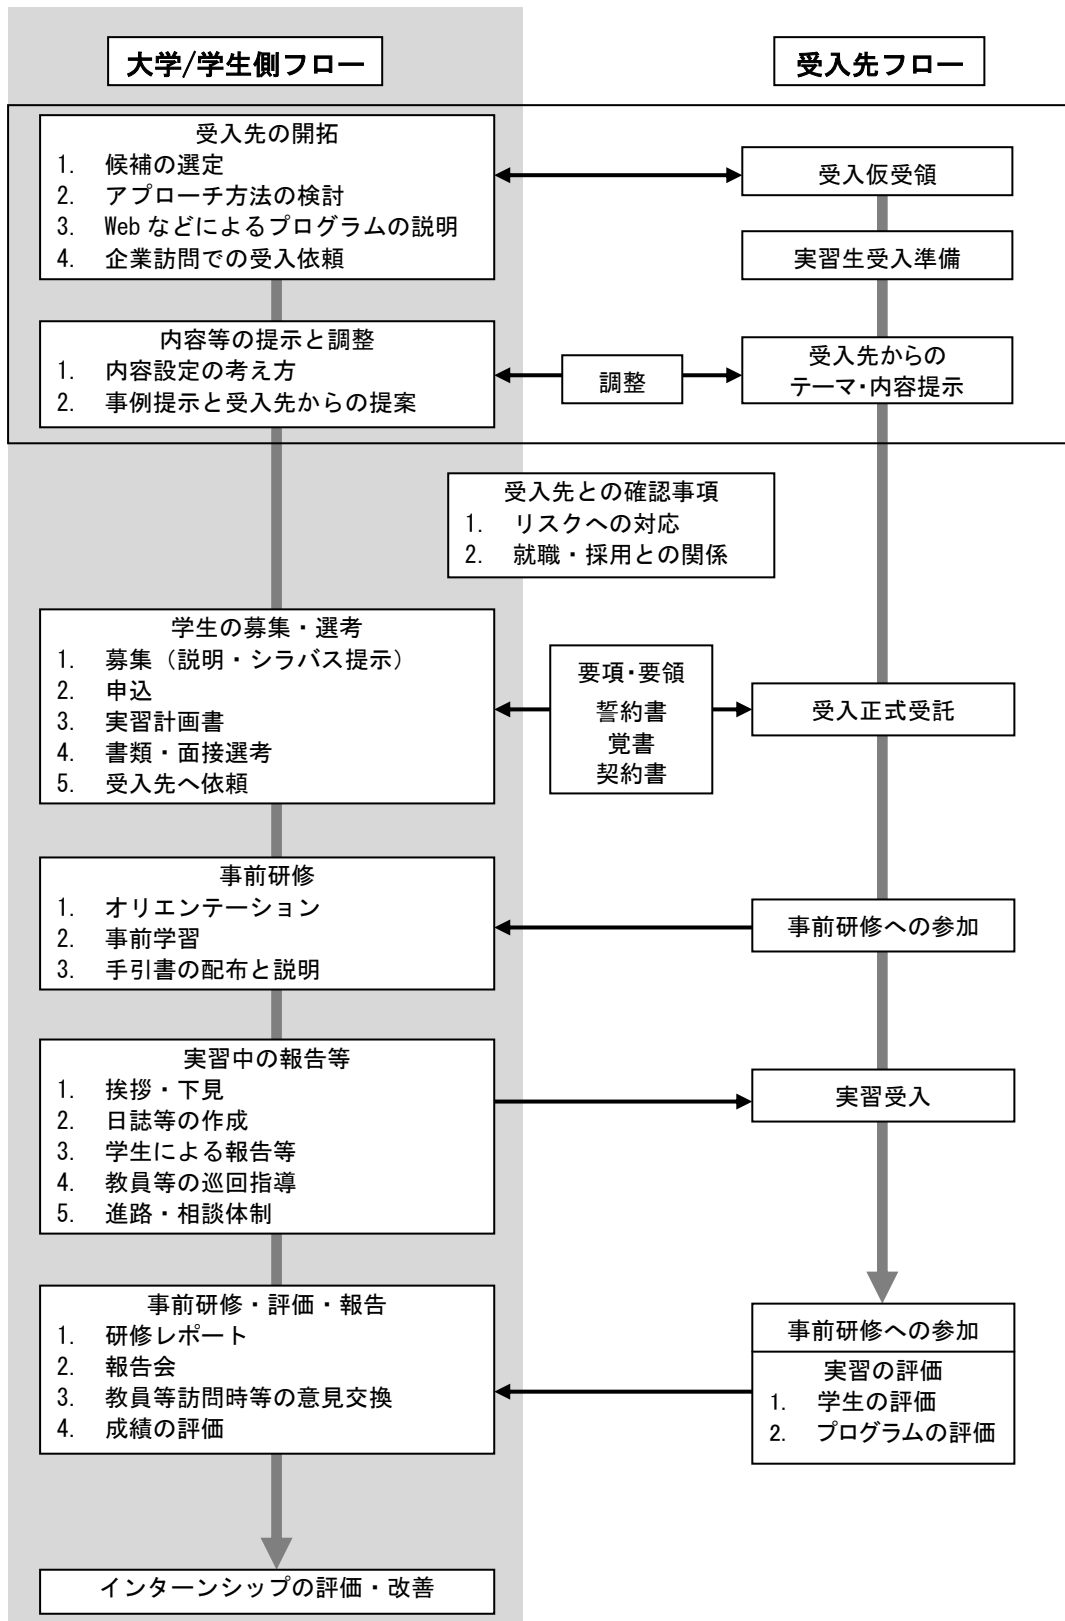 大学/学生側フロー
受入先フロー
受入先の開拓
1. 候補の選定
2. アプローチ方法の検討
3. Web などによるプログラムの説明
4. 企業訪問での受入依頼
受入仮受領
実習生受入準備
内容等の提示と調整
1. 内容設定の考え方
2. 事例提示と受入先からの提案
調整
受入先からの
テーマ・内容提示
受入先との確認事項
1. リスクへの対応
2. 就職・採用との関係
学生の募集・選考
1. 募集（説明・シラバス提示）
2. 申込
3. 実習計画書
4. 書類・面接選考
5. 受入先へ依頼
要項・要領
誓約書
覚書
契約書
受入正式受託
事前研修
1. オリエンテーション
2. 事前学習
3. 手引書の配布と説明
事前研修への参加
実習中の報告等
1. 挨拶・下見
2. 日誌等の作成
3. 学生による報告等
4. 教員等の巡回指導
5. 進路・相談体制
実習受入
事前研修・評価・報告
1. 研修レポート
2. 報告会
3. 教員等訪問時等の意見交換
4. 成績の評価
事前研修への参加
実習の評価
1. 学生の評価
2. プログラムの評価
インターンシップの評価・改善